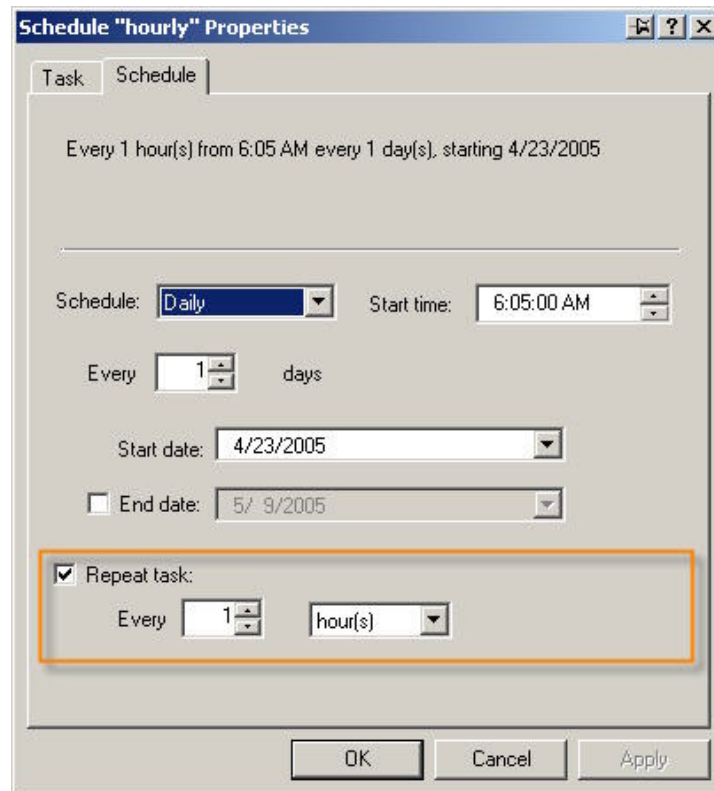 Schedule "hourly" Properties
Task Schedule
Every 1 hour(s) from 6:05 AM every 1 day(s), starting 4/23/2005
Schedule: Daily Start time: 6:05:00 AM
Every 1 days
Start date: 4/23/2005
End date: 5/ 9/2005
Repeat task:
Every 1 hour(s)
OK Cancel Apply